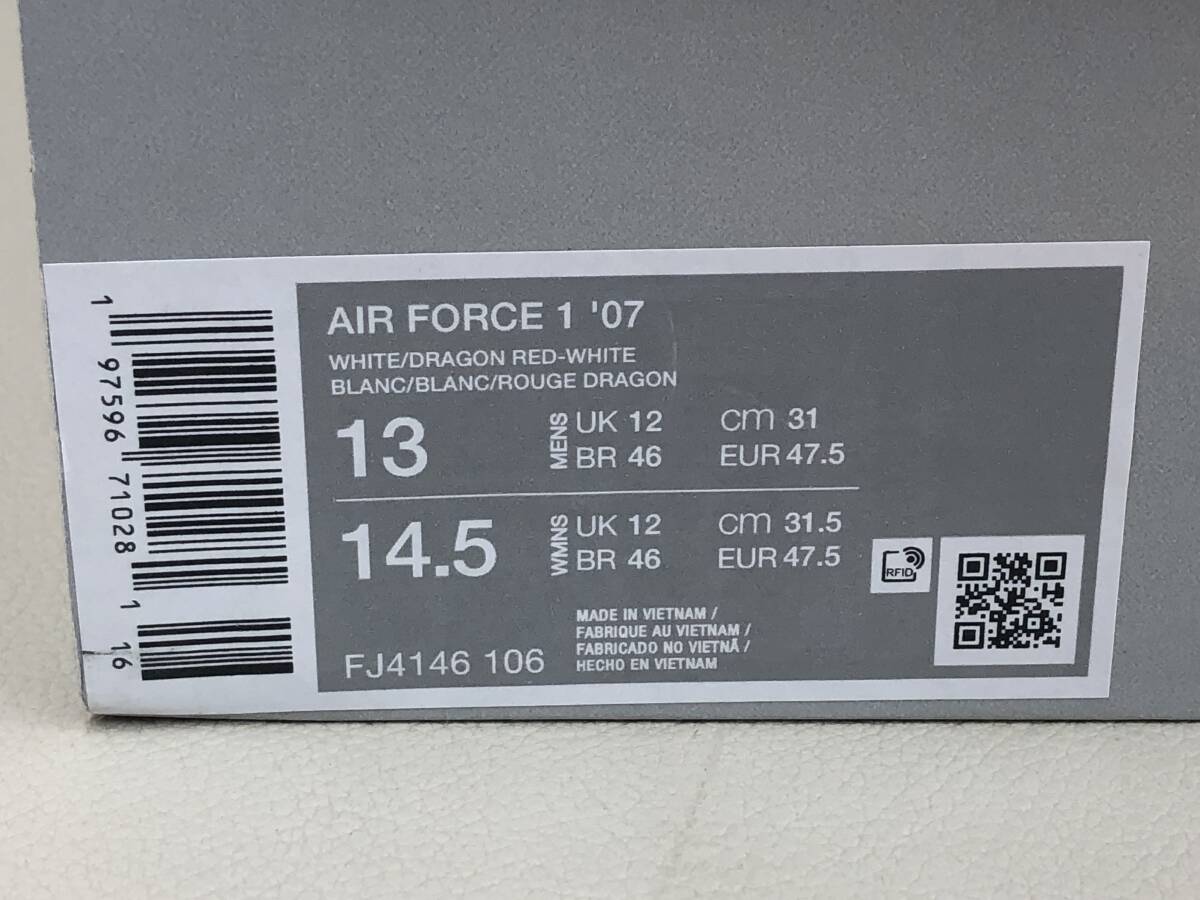 1 97596 71028 1 16
AIR FORCE 1 '07
WHITE/DRAGON RED-WHITE
BLANC/BLANC/ROUGE DRAGON
13 MENS UK 12 cm 31
BR 46 EUR 47.5
14.5 WMNS UK 12 cm 31.5
BR 46 EUR 47.5
RFID
MADE IN VIETNAM /
FABRIQUE AU VIETNAM /
FABRICADO NO VIETNÃ /
HECHO EN VIETNAM
FJ4146 106